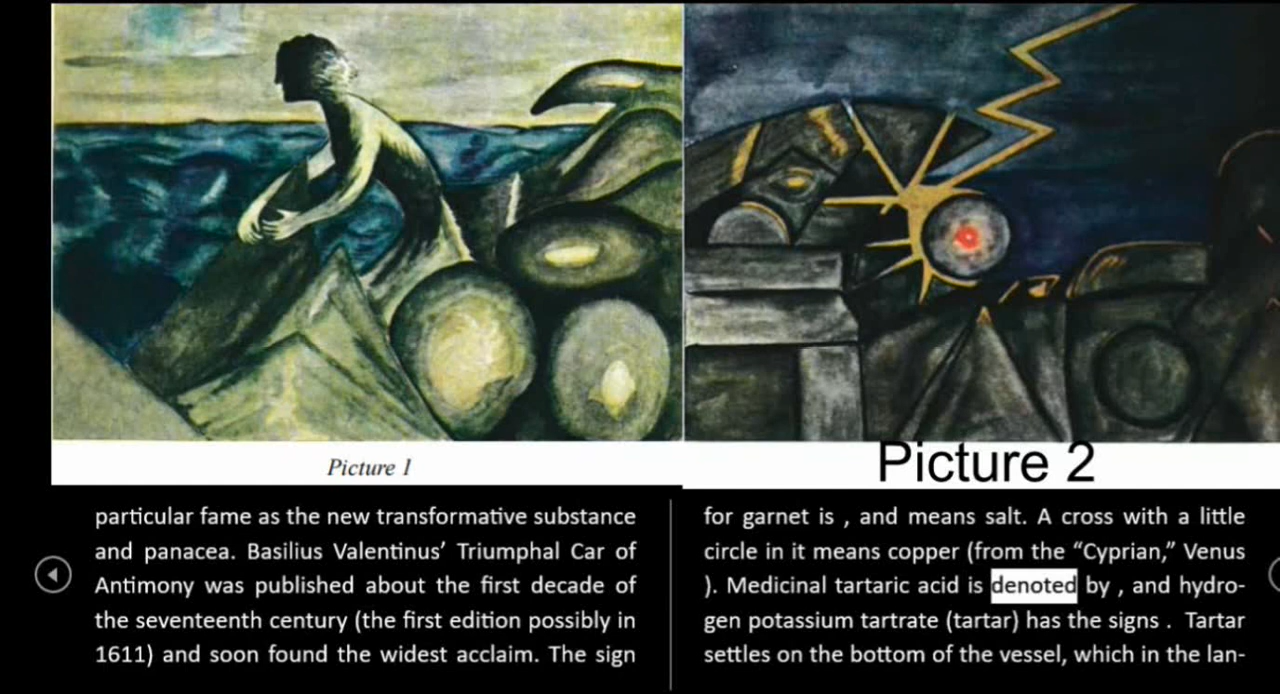 Picture 1
Picture 2
particular fame as the new transformative substance
and panacea. Basilius Valentinus’ Triumphal Car of
Antimony was published about the first decade of
the seventeenth century (the first edition possibly in
1611) and soon found the widest acclaim. The sign
for garnet is , and means salt. A cross with a little
circle in it means copper (from the “Cyprian,” Venus
). Medicinal tartaric acid is denoted by , and hydro-
gen potassium tartrate (tartar) has the signs . Tartar
settles on the bottom of the vessel, which in the lan-